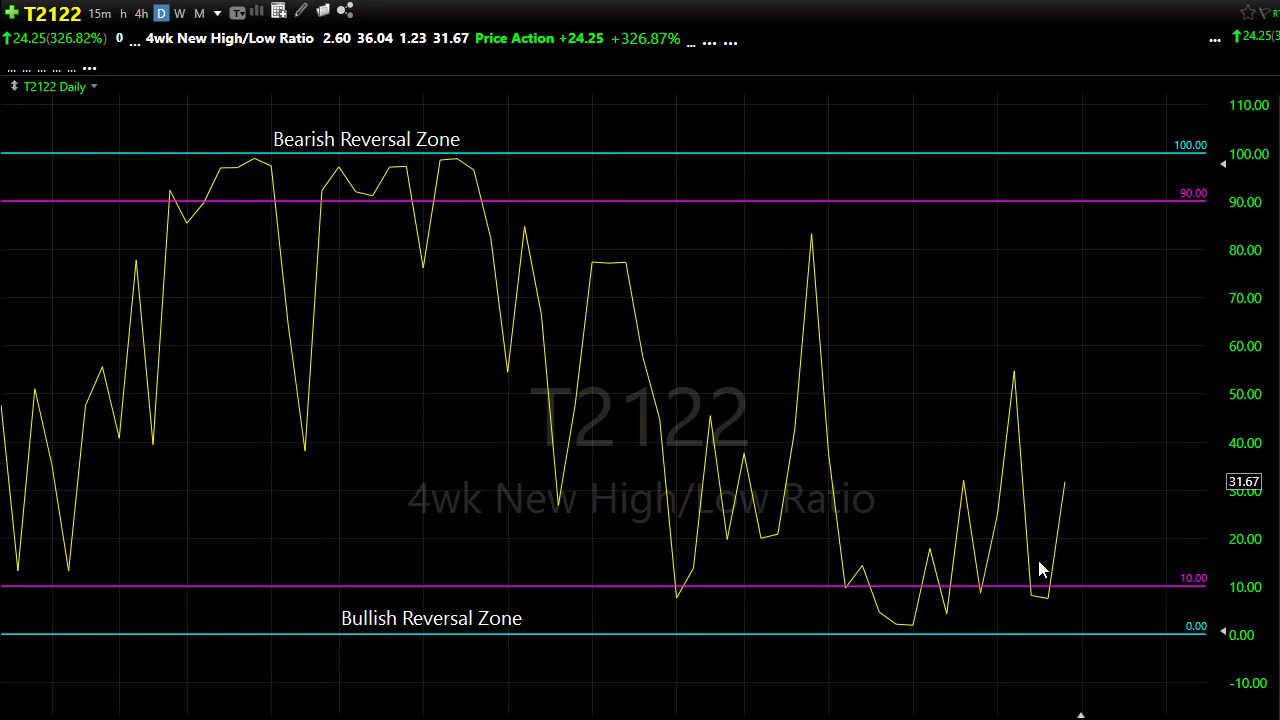 T2122 15m h 4h D W M T
24.25(326.82%) 0 ... 4wk New High/Low Ratio 2.60 36.04 1.23 31.67 Price Action +24.25 +326.87% ... ... ... ... 24.25(3
... ... ... ... ... ...
T2122 Daily
110.00
Bearish Reversal Zone
100.00
100.00
90.00
90.00
80.00
70.00
60.00
50.00
T2122
40.00
31.67
4wk New High/Low Ratio
30.00
20.00
10.00
10.00
Bullish Reversal Zone
0.00
0.00
-10.00